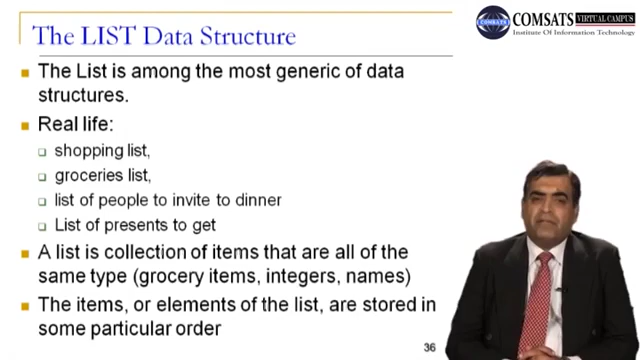 The LIST Data Structure
COMSATS
COMSATS VIRTUAL CAMPUS
Institute Of Information Technology
The List is among the most generic of data
structures.
Real life:
shopping list,
groceries list,
list of people to invite to dinner
List of presents to get
A list is collection of items that are all of the
same type (grocery items, integers, names)
The items, or elements of the list, are stored in
some particular order
36